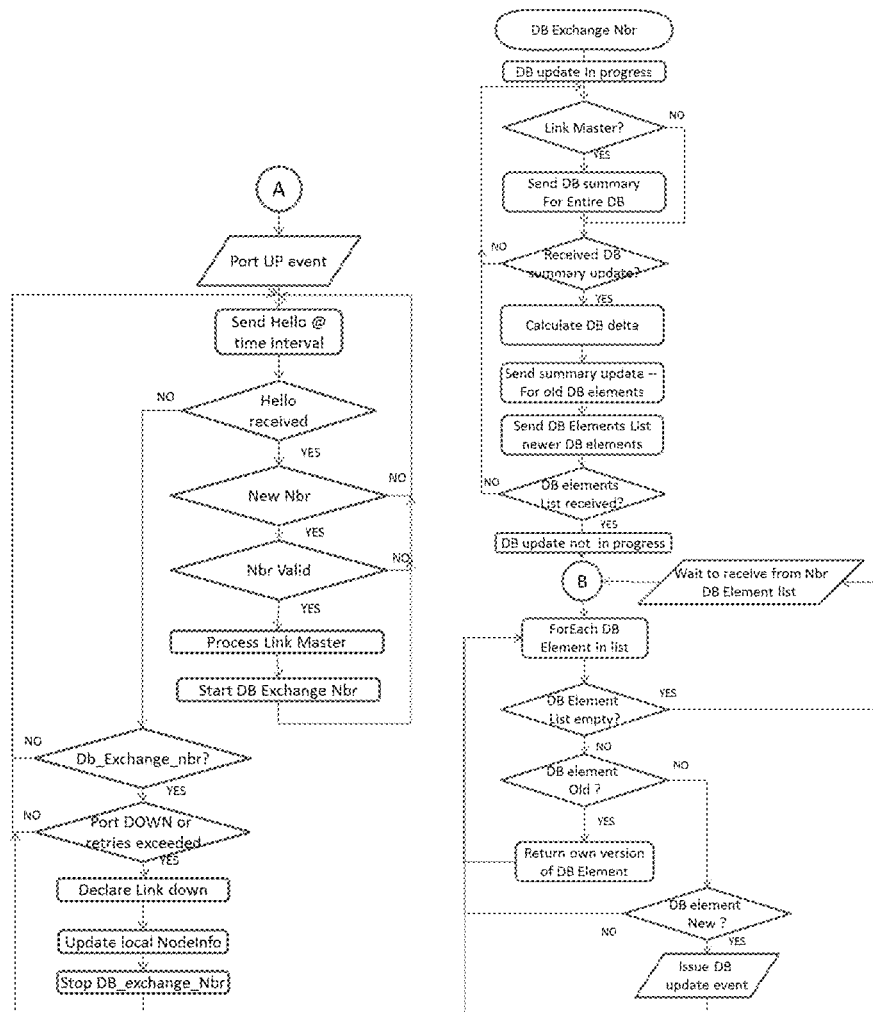 A
Port UP event
Send Hello @
time interval
NO
Hello
received
YES
New Nbr
NO
YES
Nbr Valid
NO
YES
Process Link Master
Start DB Exchange Nbr
NO
Db_Exchange_nbr?
YES
NO
Port DOWN or
retries exceeded
YES
Declare Link down
Update local NodeInfo
Stop DB_exchange_Nbr
DB Exchange Nbr
DB update in progress
NO
Link Master?
YES
Send DB summary
For Entire DB
NO
Received DB
summary update?
YES
Calculate DB delta
Send summary update --
For old DB elements
Send DB Elements List
newer DB elements
NO
DB elements
List received?
YES
DB update not in progress
B
Wait to receive from Nbr
DB Element list
ForEach DB
Element in list
YES
DB Element
List empty?
NO
DB element
Old ?
NO
YES
Return own version
of DB Element
DB element
New ?
NO
YES
Issue DB
update event